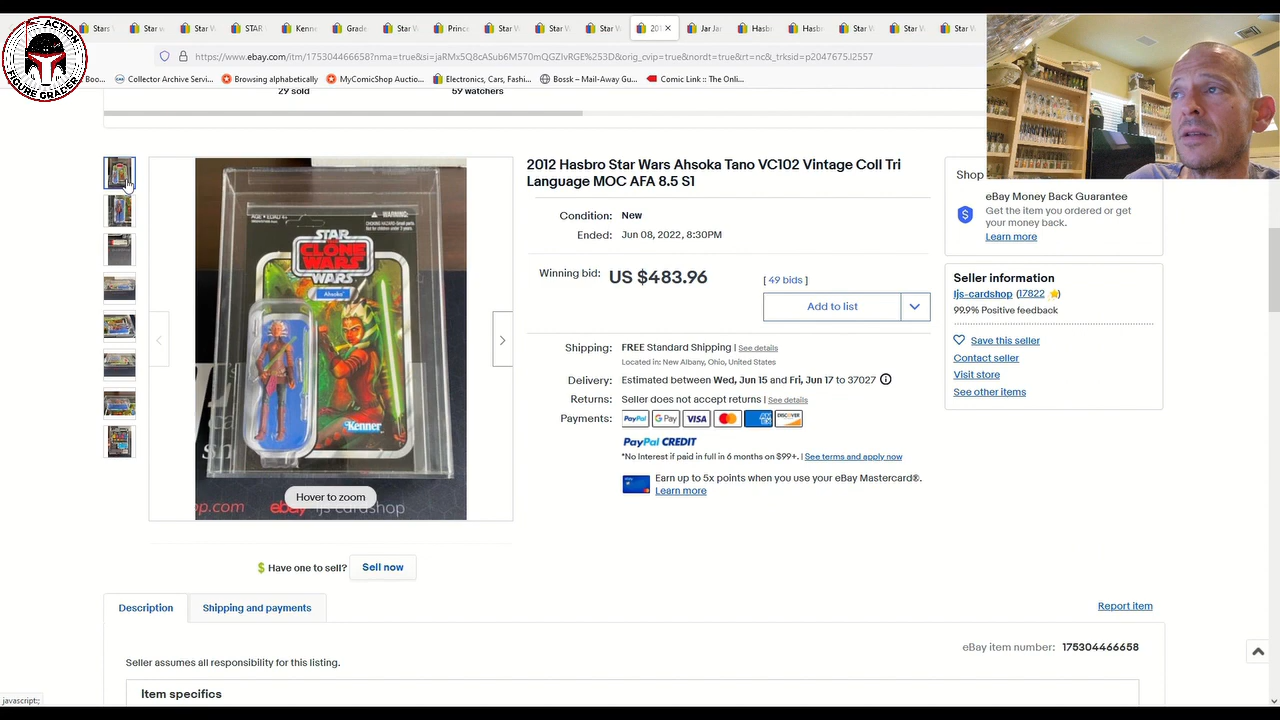 ACTION FIGURE GRADER
Stars
Star w
Star W
STAR
Kenn
Grade
Star W
Prince
Star W
Star W
Star W
201
Jar Jar
Hasbr
Hasbr
Star W
Star W
Star W
https://www.ebay.com/itm/175304466658?nma=true&si=jaRMx5Q8cASub6M570mQGZIvRGE%253D&orig_cvip=true&nordt=true&rt=nc&_trksid=p2047675.l2557
Boo...
Collector Archive Servi...
Browsing alphabetically
MyComicShop Auctio...
Electronics, Cars, Fashi...
Bossk – Mail-Away Gu...
Comic Link :: The Onli...
29 sold
59 watchers
2012 Hasbro Star Wars Ahsoka Tano VC102 Vintage Coll Tri
Language MOC AFA 8.5 S1
Condition: New
Ended: Jun 08, 2022, 8:30PM
Winning bid: US $483.96 [ 49 bids ]
Add to list
Shipping: FREE Standard Shipping | See details
Located in: New Albany, Ohio, United States
Delivery: Estimated between Wed, Jun 15 and Fri, Jun 17 to 37027
Returns: Seller does not accept returns | See details
Payments: PayPal G Pay VISA DISCOVER
PayPal CREDIT
*No Interest if paid in full in 6 months on $99+. | See terms and apply now
Earn up to 5x points when you use your eBay Mastercard®.
Learn more
WARNING:
STAR
CLONE
WARS
WARS
Ahsoka
Kenner
Hover to zoom
p.com
ebay
ljs-cardshop
Shop
eBay Money Back Guarantee
Get the item you ordered or get
your money back.
Learn more
Seller information
ljs-cardshop (17822 )
99.9% Positive feedback
Save this seller
Contact seller
Visit store
See other items
Have one to sell? Sell now
Description
Shipping and payments
Report item
eBay item number: 175304466658
Seller assumes all responsibility for this listing.
Item specifics
javascript:;